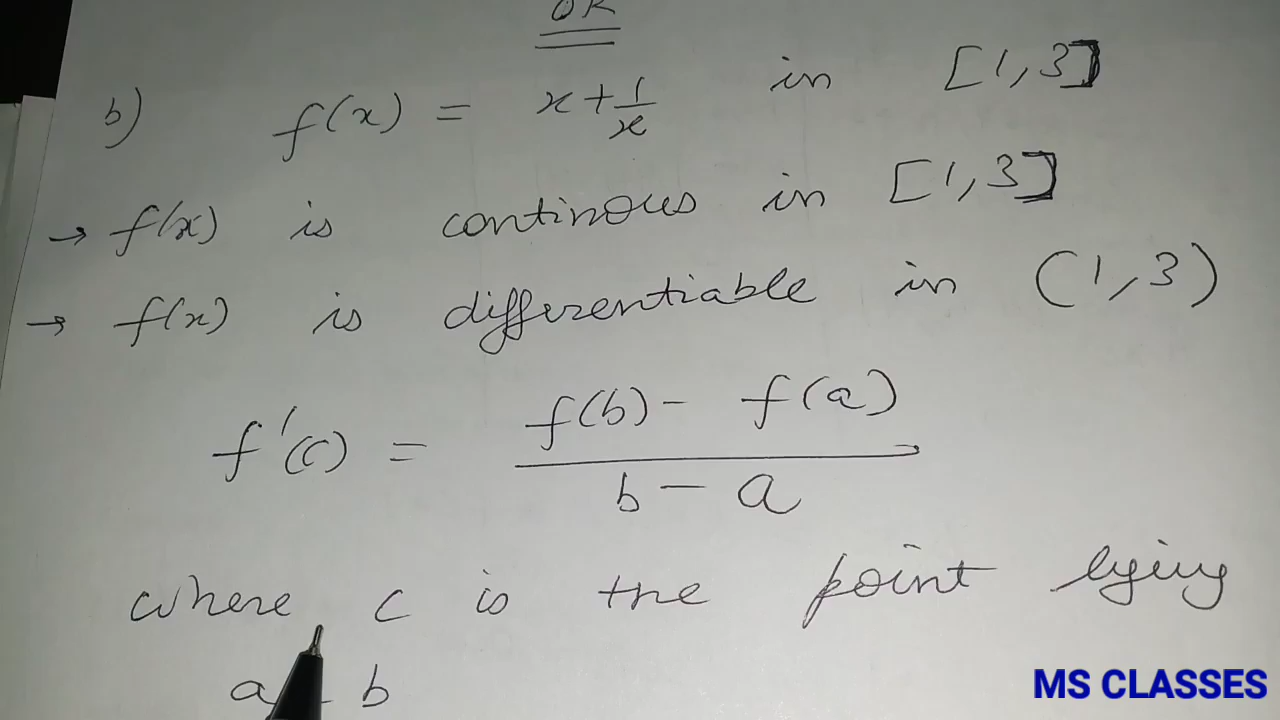 OR
b) f(x) = x + 1/x in [1, 3]
→ f(x) is continous in [1, 3]
→ f(x) is differentiable in (1, 3)
f'(c) = f(b) - f(a) / b - a
where c is the point lying
a - b
MS CLASSES